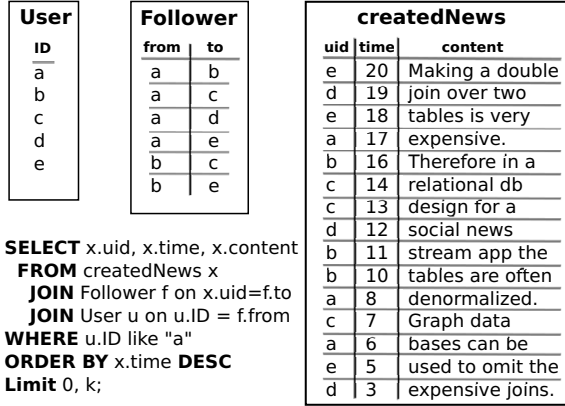 User
ID
a
b
c
d
e
Follower
from to
a b
a c
a d
a e
b c
b e
createdNews
uid time content
e 20 Making a double
d 19 join over two
e 18 tables is very
a 17 expensive.
b 16 Therefore in a
c 14 relational db
c 13 design for a
d 12 social news
b 11 stream app the
b 10 tables are often
a 8 denormalized.
c 7 Graph data
a 6 bases can be
e 5 used to omit the
d 3 expensive joins.
SELECT x.uid, x.time, x.content
FROM createdNews x
JOIN Follower f on x.uid=f.to
JOIN User u on u.ID = f.from
WHERE u.ID like "a"
ORDER BY x.time DESC
Limit 0, k;